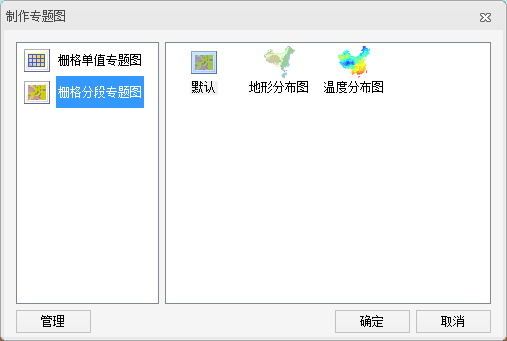 制作专题图
栅格单值专题图
栅格分段专题图
默认
地形分布图
温度分布图
管理
确定
取消